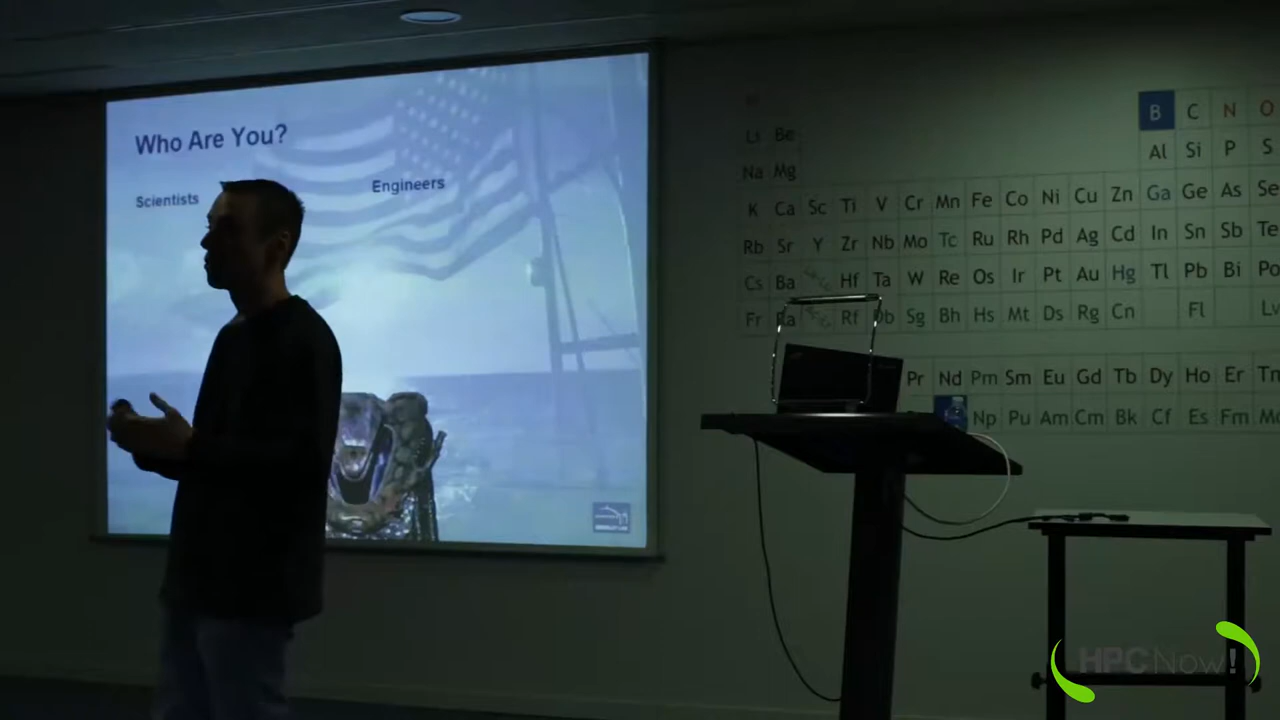 Who Are You?
Scientists
Engineers
B C N O
Li Be
Al Si P S
Na Mg
K Ca Sc Ti V Cr Mn Fe Co Ni Cu Zn Ga Ge As Se
Rb Sr Y Zr Nb Mo Tc Ru Rh Pd Ag Cd In Sn Sb Te
Cs Ba Hf Ta W Re Os Ir Pt Au Hg Tl Pb Bi Po
Fr Ra Rf Db Sg Bh Hs Mt Ds Rg Cn Fl Lv
Pr Nd Pm Sm Eu Gd Tb Dy Ho Er Tm
Np Pu Am Cm Bk Cf Es Fm Md
HPCNow!